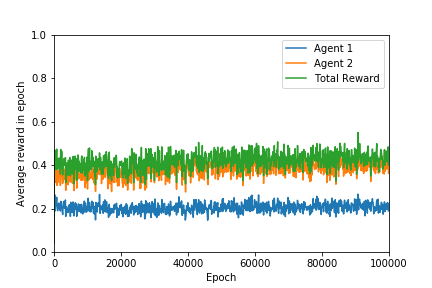 Agent 1
Agent 2
Total Reward
Average reward in epoch
1.0
0.8
0.6
0.4
0.2
0.0
0 20000 40000 60000 80000 100000
Epoch